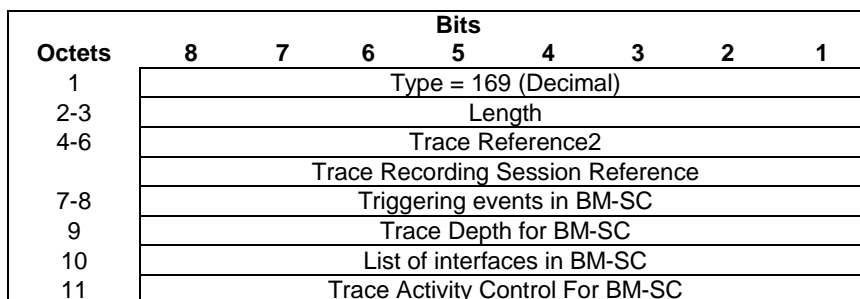 Bits
Octets 8 7 6 5 4 3 2 1
1 Type = 169 (Decimal)
2-3 Length
4-6 Trace Reference2
Trace Recording Session Reference
7-8 Triggering events in BM-SC
9 Trace Depth for BM-SC
10 List of interfaces in BM-SC
11 Trace Activity Control For BM-SC